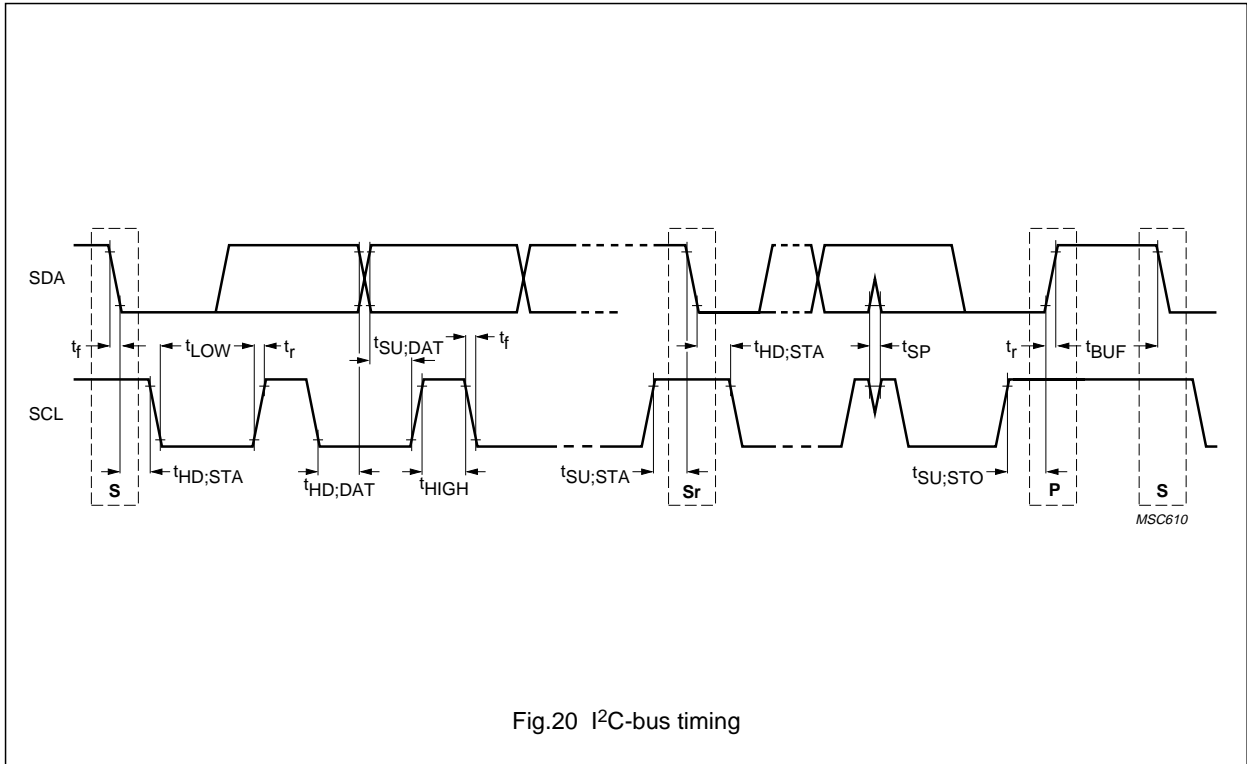 SDA
t_f
t_LOW
t_r
t_SU;DAT
t_f
t_HD;STA
t_SP
t_r
t_BUF
SCL
t_HD;STA
t_HD;DAT
t_HIGH
t_SU;STA
t_SU;STO
S
Sr
P
S
MSC610
Fig.20 I²C-bus timing